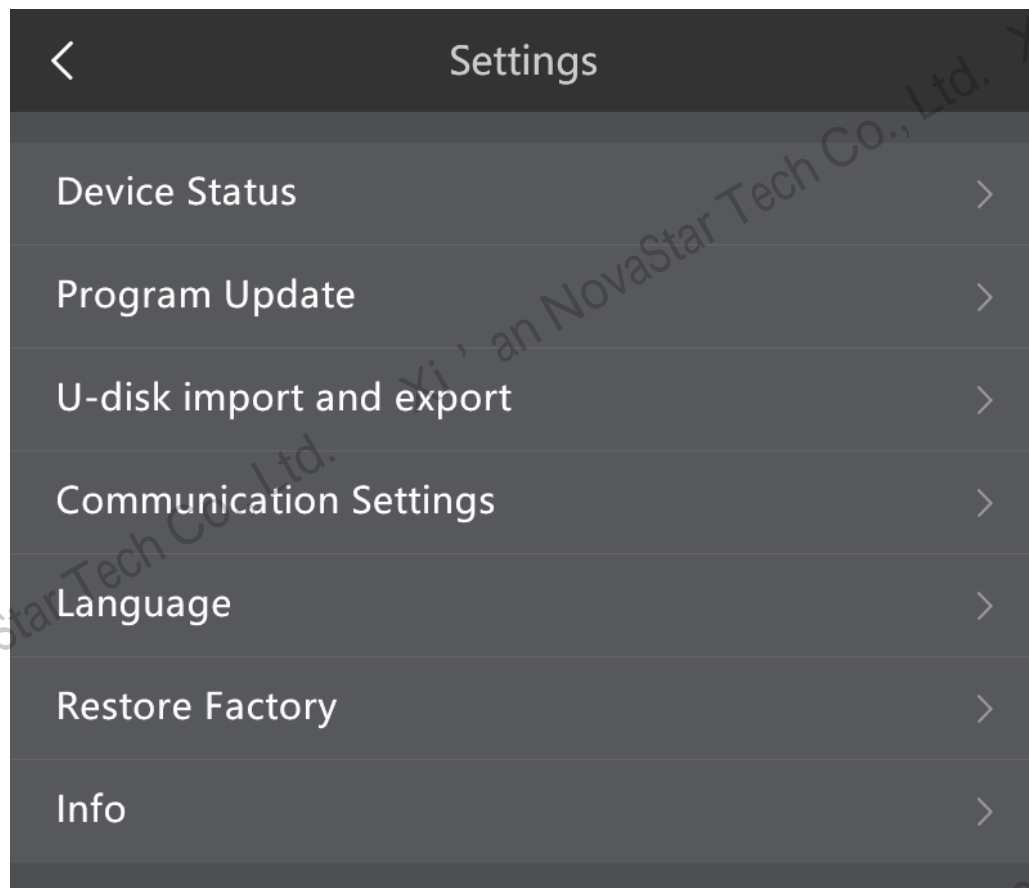 Settings
Device Status
Program Update
U-disk import and export
Communication Settings
Language
Restore Factory
Info
Xi’an NovaStar Tech Co., Ltd.
Star Tech Co., Ltd.